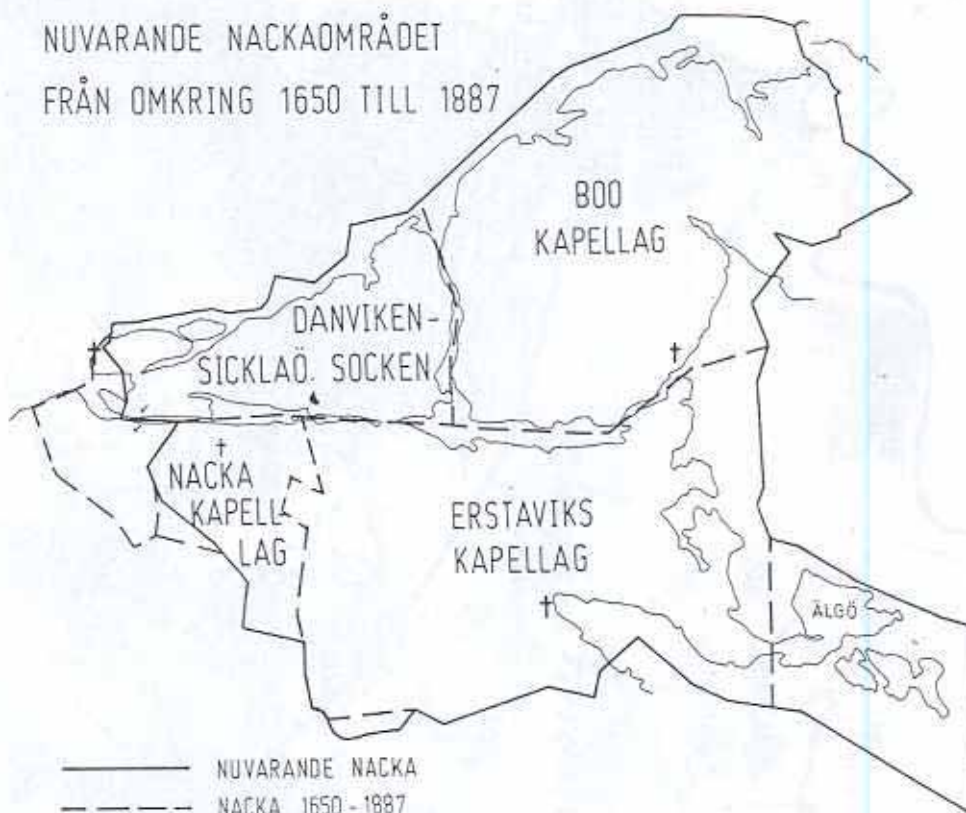 NUVARANDE NACKAOMRÅDET
FRÅN OMKRING 1650 TILL 1887
BOO
KAPELLAG
DANVIKEN-
SICKLAÖ. SOCKEN
NACKA
KAPELL-
LAG
ERSTAVIKS
KAPELLAG
ÄLGÖ
NUVARANDE NACKA
NACKA 1650-1887